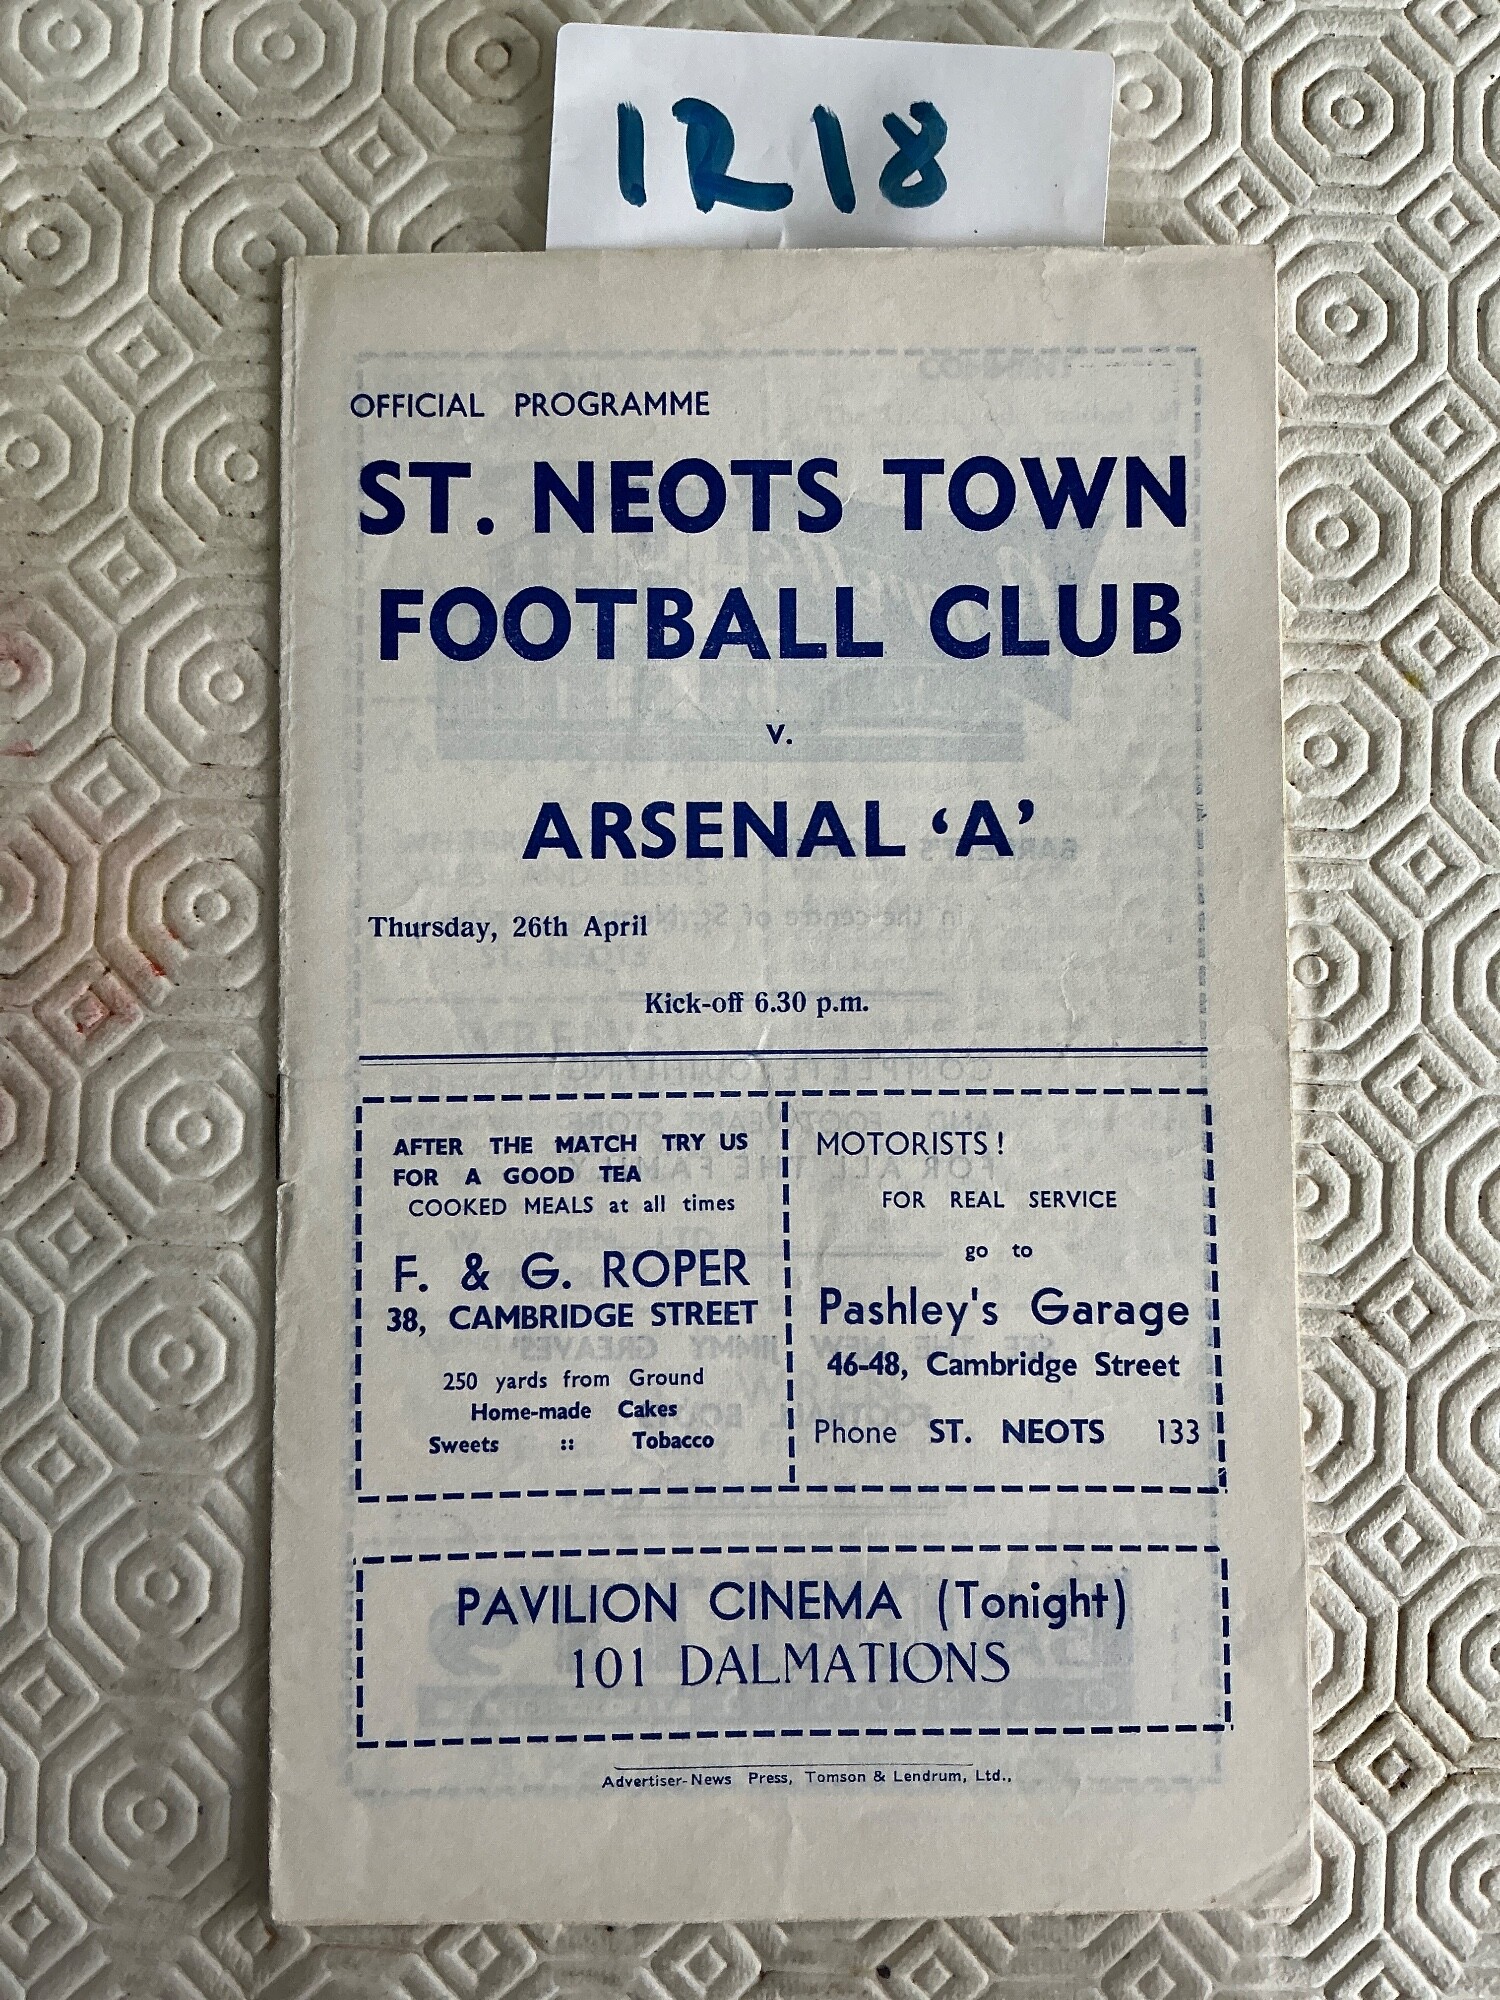 1R18
OFFICIAL PROGRAMME
ST. NEOTS TOWN
FOOTBALL CLUB
v.
ARSENAL ‘A’
Thursday, 26th April
Kick-off 6.30 p.m.
AFTER THE MATCH TRY US
FOR A GOOD TEA
COOKED MEALS at all times
F. & G. ROPER
38, CAMBRIDGE STREET
250 yards from Ground
Home-made Cakes
Sweets :: Tobacco
MOTORISTS !
FOR REAL SERVICE
go to
Pashley's Garage
46-48, Cambridge Street
Phone ST. NEOTS 133
PAVILION CINEMA (Tonight)
101 DALMATIONS
Advertiser-News Press, Tomson & Lendrum, Ltd.,